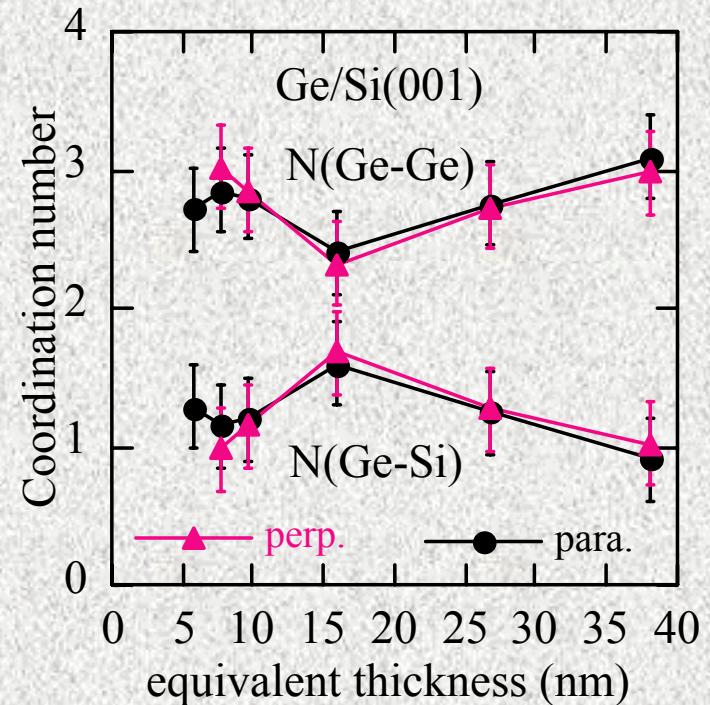 4
Ge/Si(001)
3
N(Ge-Ge)
Coordination number
2
1
N(Ge-Si)
perp. para.
0
0 5 10 15 20 25 30 35 40
equivalent thickness (nm)